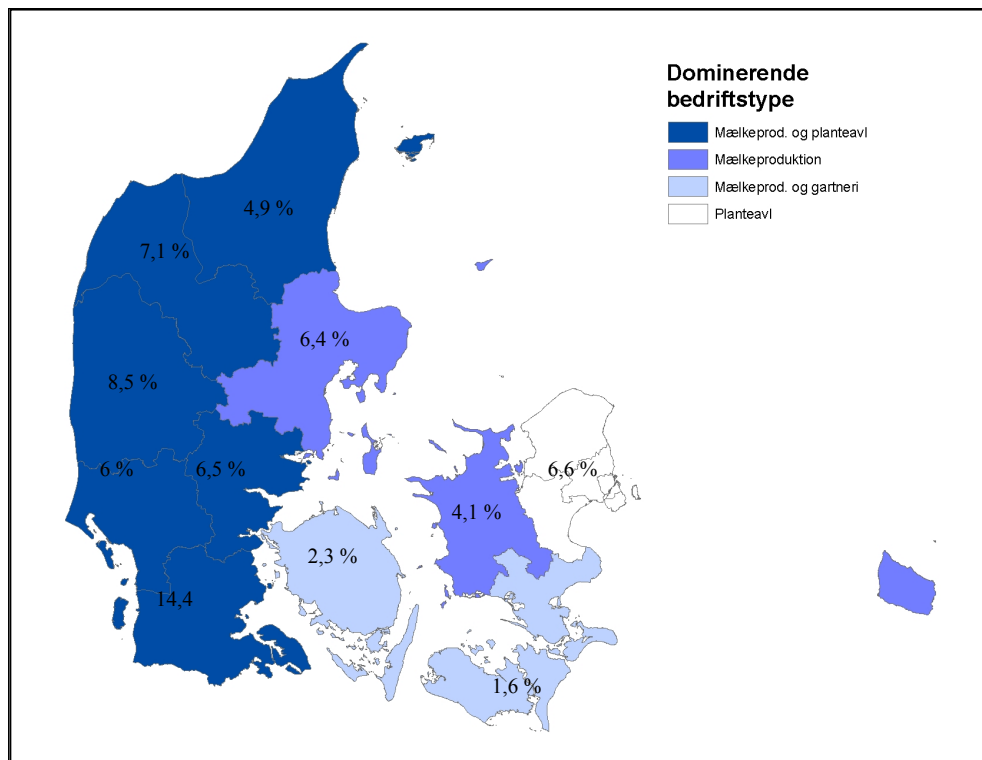 Dominerende
bedriftstype
Mælkeprod. og planteavl
Mælkeproduktion
Mælkeprod. og gartneri
Planteavl
4,9 %
7,1 %
6,4 %
8,5 %
6 %
6,5 %
6,6 %
4,1 %
2,3 %
14,4
1,6 %